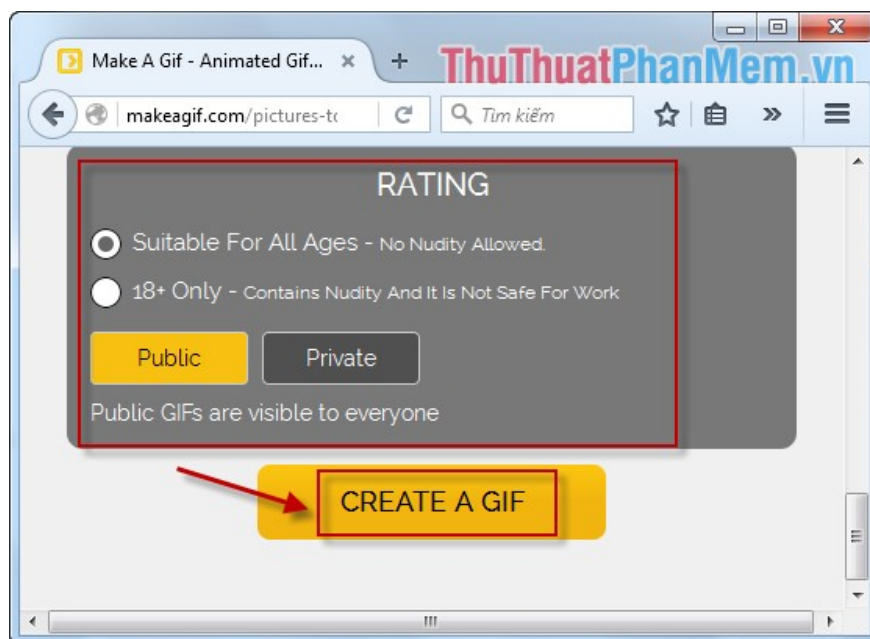 Make A Gif - Animated Gif...
ThuThuatPhanMem.vn
makeagif.com/pictures-to
Tìm kiếm
RATING
Suitable For All Ages - No Nudity Allowed.
18+ Only - Contains Nudity And It Is Not Safe For Work
Public Private
Public GIFs are visible to everyone
CREATE A GIF